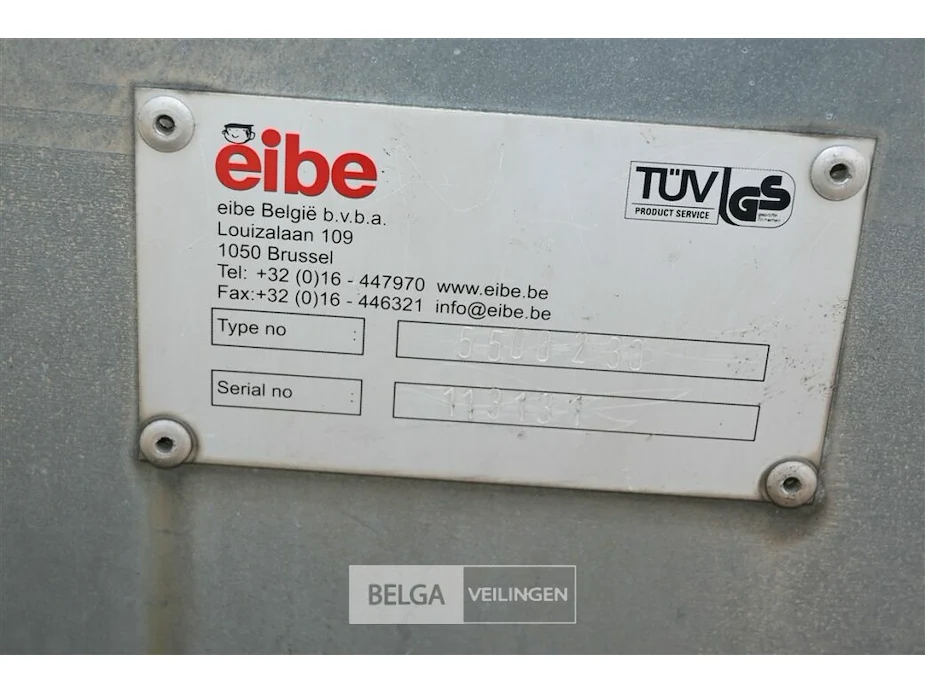 eibe
eibe België b.v.b.a.
Louizalaan 109
1050 Brussel
Tel: +32 (0)16 - 447970 www.eibe.be
Fax:+32 (0)16 - 446321 info@eibe.be
TÜV
PRODUCT SERVICE
GS
Type no :
Serial no : 113131
BELGA VEILINGEN